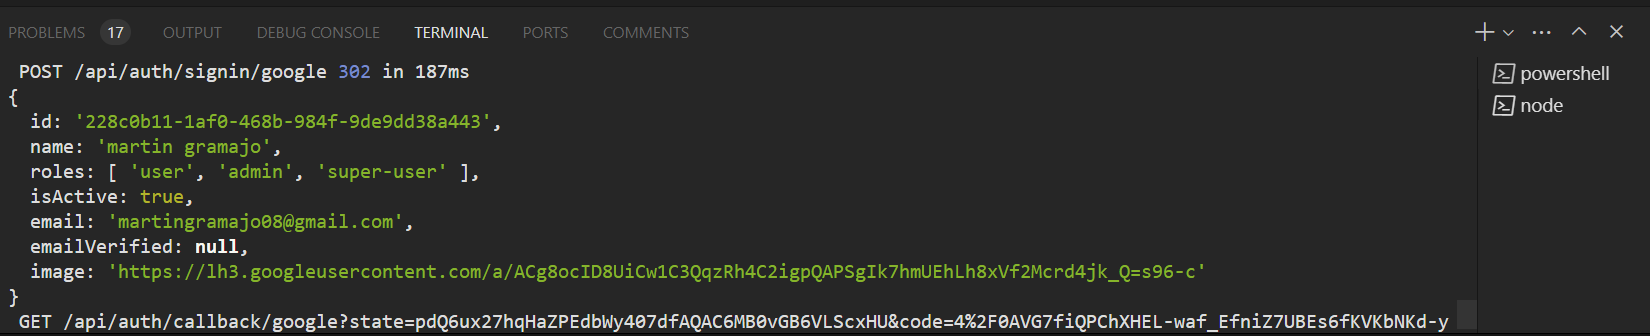 PROBLEMS 17 OUTPUT DEBUG CONSOLE TERMINAL PORTS COMMENTS
POST /api/auth/signin/google 302 in 187ms
{
id: '228c0b11-1af0-468b-984f-9de9dd38a443',
name: 'martin gramajo',
roles: [ 'user', 'admin', 'super-user' ],
isActive: true,
email: 'martingramajo08@gmail.com',
emailVerified: null,
image: 'https://lh3.googleusercontent.com/a/ACg8ocID8UiCw1C3QqzRh4C2igpQAPSgIk7hmUEhLh8xVf2Mcrd4jk_Q=s96-c'
}
GET /api/auth/callback/google?state=pdQ6ux27hqHaZPEdbWy407dfAQAC6MB0vGB6VLScxHU&code=4%2F0AVG7fiQPChXHEL-waf_EfniZ7UBEs6fKVKbNKd-y
powershell
node